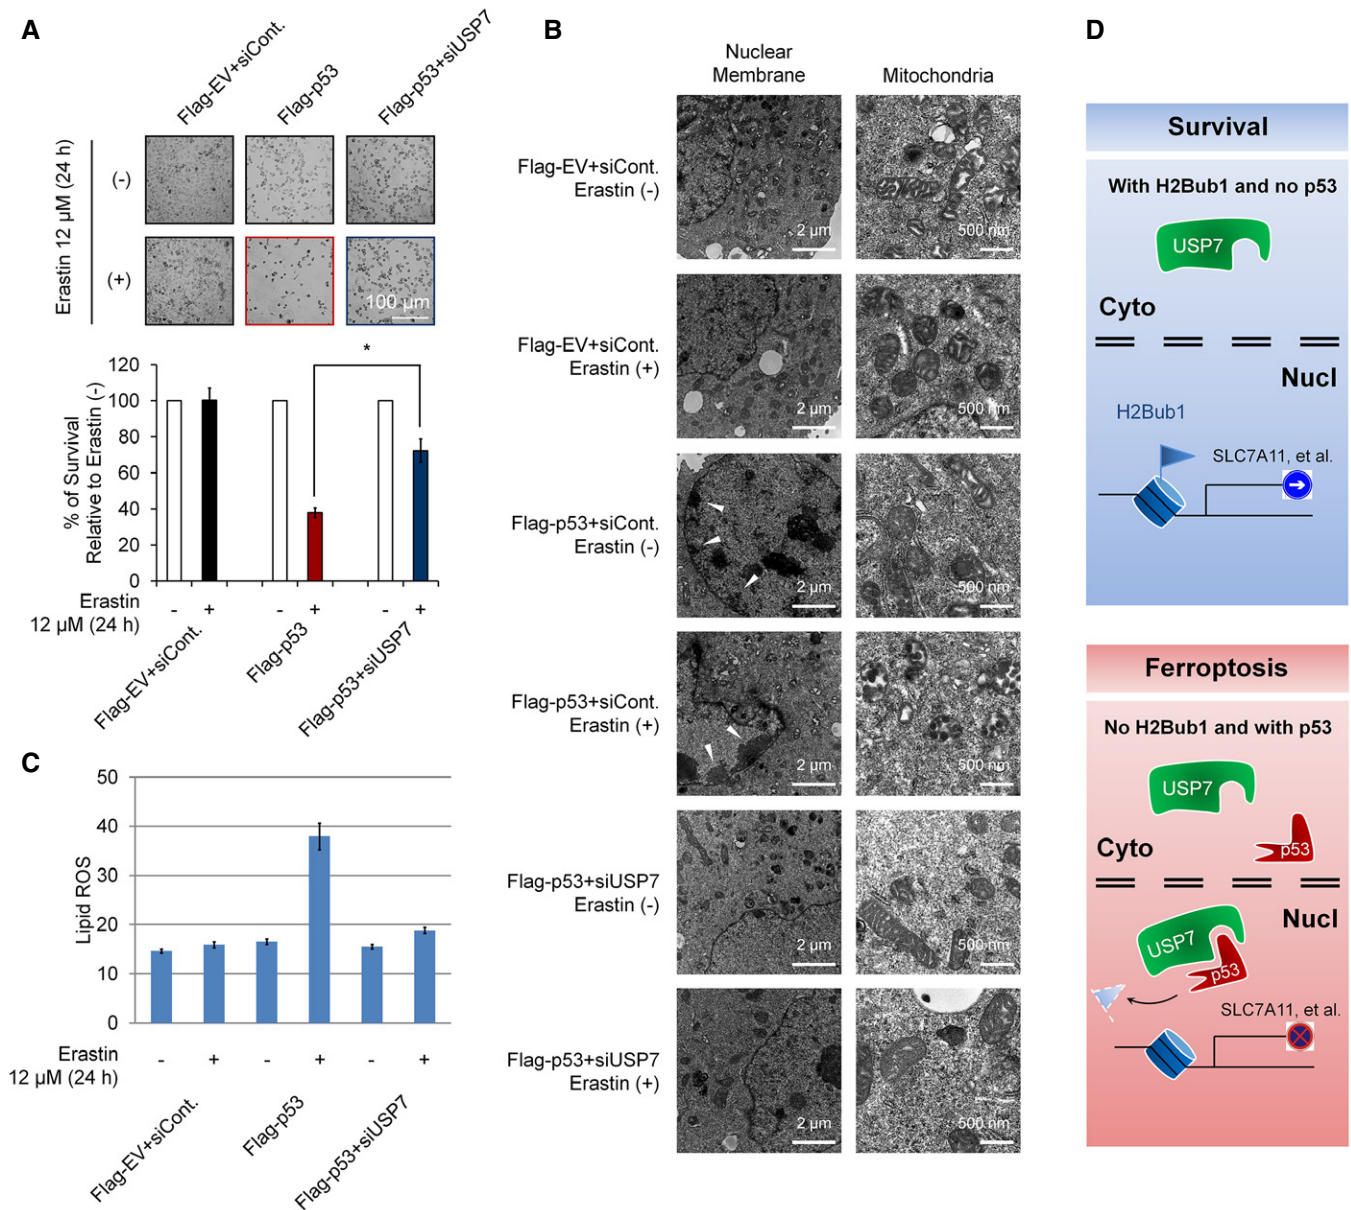 A
Flag-EV+siCont.
Flag-p53
Flag-p53+siUSP7
Erastin 12 µM (24 h)
(-)
(+)
100 µm
% of Survival
Relative to Erastin (-)
120
100
80
60
40
20
0
*
Erastin
12 µM (24 h)
- + - + - +
Flag-EV+siCont.
Flag-p53
Flag-p53+siUSP7
C
Lipid ROS
50
40
30
20
10
0
Erastin
12 µM (24 h)
- + - + - +
Flag-EV+siCont.
Flag-p53
Flag-p53+siUSP7
B
Nuclear
Membrane
Mitochondria
Flag-EV+siCont.
Erastin (-)
2 µm
500 nm
Flag-EV+siCont.
Erastin (+)
2 µm
500 nm
Flag-p53+siCont.
Erastin (-)
2 µm
500 nm
Flag-p53+siCont.
Erastin (+)
2 µm
500 nm
Flag-p53+siUSP7
Erastin (-)
2 µm
500 nm
Flag-p53+siUSP7
Erastin (+)
2 µm
500 nm
D
Survival
With H2Bub1 and no p53
USP7
Cyto
Nucl
H2Bub1
SLC7A11, et al.
Ferroptosis
No H2Bub1 and with p53
USP7
p53
Cyto
Nucl
USP7
p53
SLC7A11, et al.